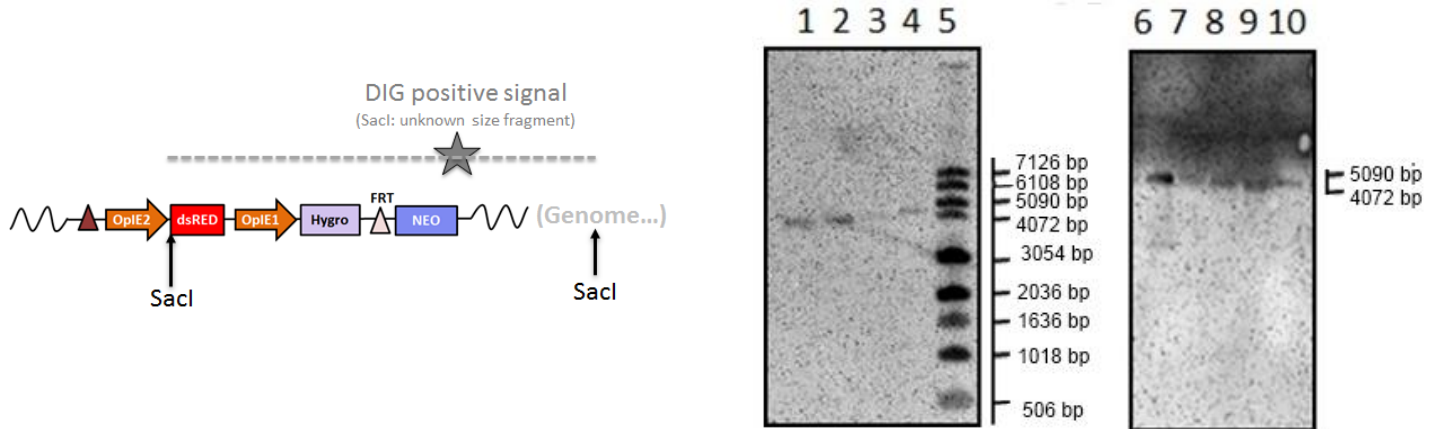 DIG positive signal
(SacI: unknown size fragment)
OpIE2
dsRED
OpIE1
Hygro
FRT
NEO
(Genome...)
SacI
SacI
1 2 3 4 5
7126 bp
6108 bp
5090 bp
4072 bp
3054 bp
2036 bp
1636 bp
1018 bp
506 bp
6 7 8 9 10
5090 bp
4072 bp